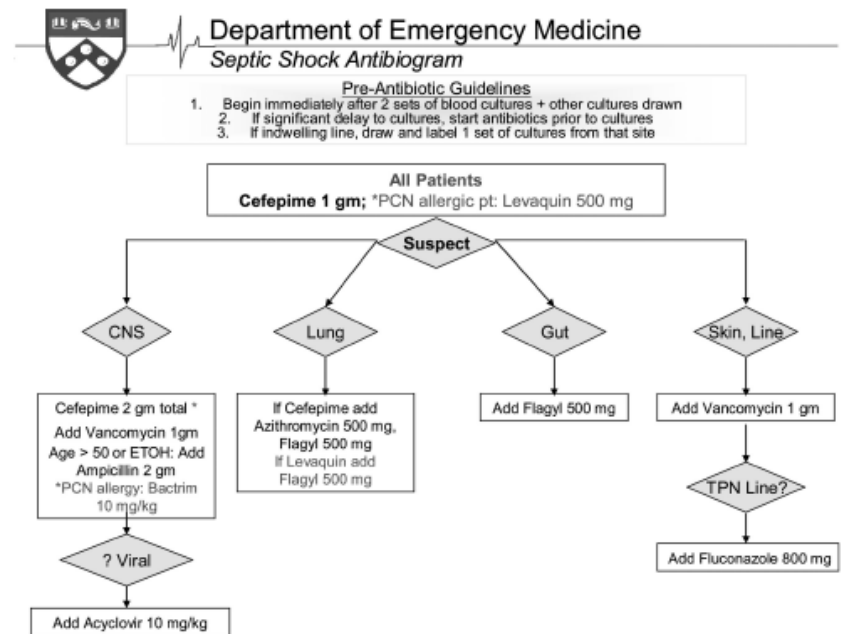 Department of Emergency Medicine
Septic Shock Antibiogram
Pre-Antibiotic Guidelines
1. Begin immediately after 2 sets of blood cultures + other cultures drawn
2. If significant delay to cultures, start antibiotics prior to cultures
3. If indwelling line, draw and label 1 set of cultures from that site
All Patients
Cefepime 1 gm; *PCN allergic pt: Levaquin 500 mg
Suspect
CNS
Lung
Gut
Skin, Line
Cefepime 2 gm total *
Add Vancomycin 1gm
Age > 50 or ETOH: Add
Ampicillin 2 gm
*PCN allergy: Bactrim
10 mg/kg
If Cefepime add
Azithromycin 500 mg,
Flagyl 500 mg
If Levaquin add
Flagyl 500 mg
Add Flagyl 500 mg
Add Vancomycin 1 gm
TPN Line?
Add Fluconazole 800 mg
? Viral
Add Acyclovir 10 mg/kg